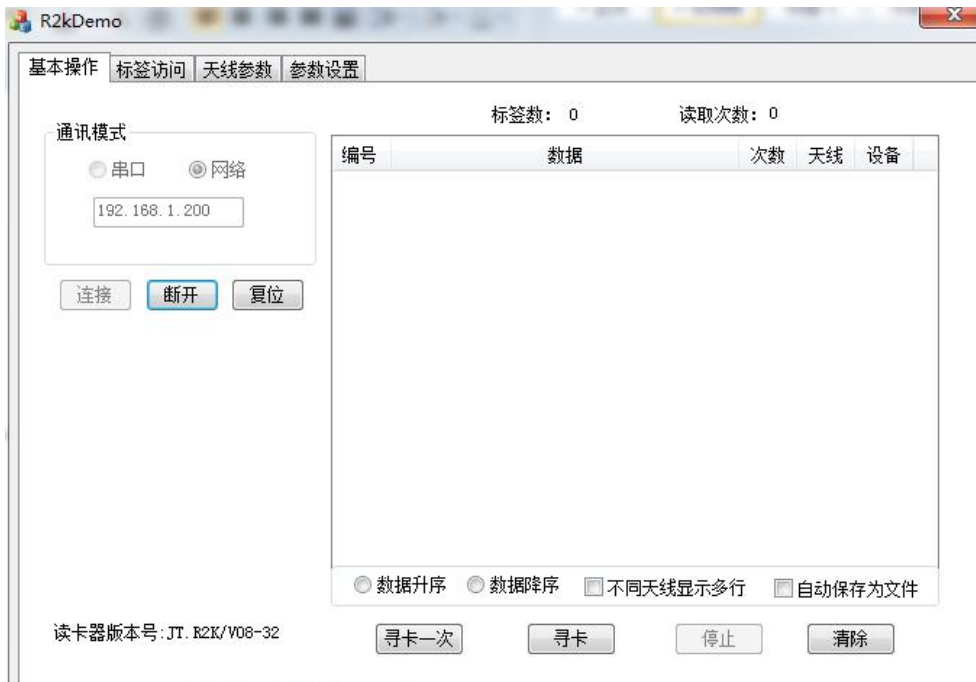 R2kDemo
基本操作 标签访问 天线参数 参数设置
标签数: 0 读取次数: 0
通讯模式
串口 网络
192.168.1.200
连接 断开 复位
编号 数据 次数 天线 设备
数据升序 数据降序 不同天线显示多行 自动保存为文件
读卡器版本号:JT.R2K/V08-32
寻卡一次 寻卡 停止 清除